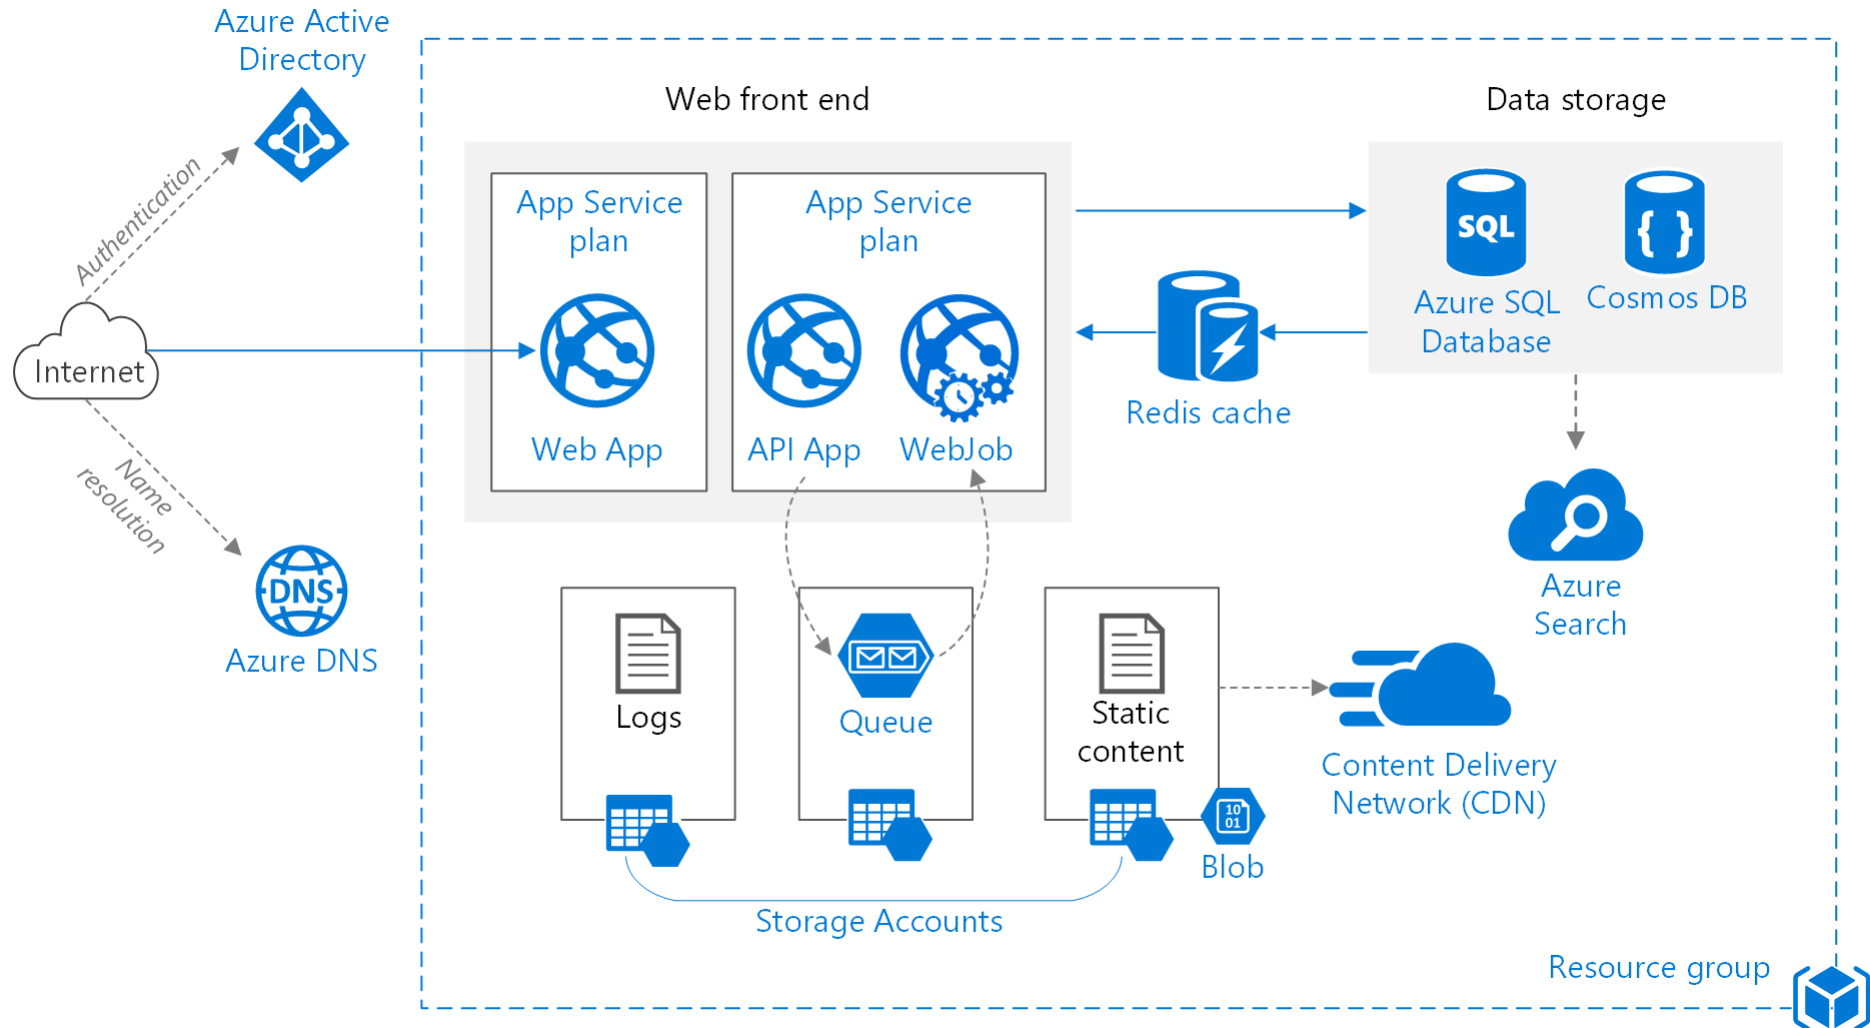 Azure Active
Directory
Web front end
Data storage
App Service
plan
App Service
plan
SQL
{ }
Azure SQL
Database
Cosmos DB
Authentication
Internet
Web App
API App
WebJob
Redis cache
Name
resolution
DNS
Azure DNS
Azure
Search
Logs
Queue
Static
content
Content Delivery
Network (CDN)
10
01
Blob
Storage Accounts
Resource group